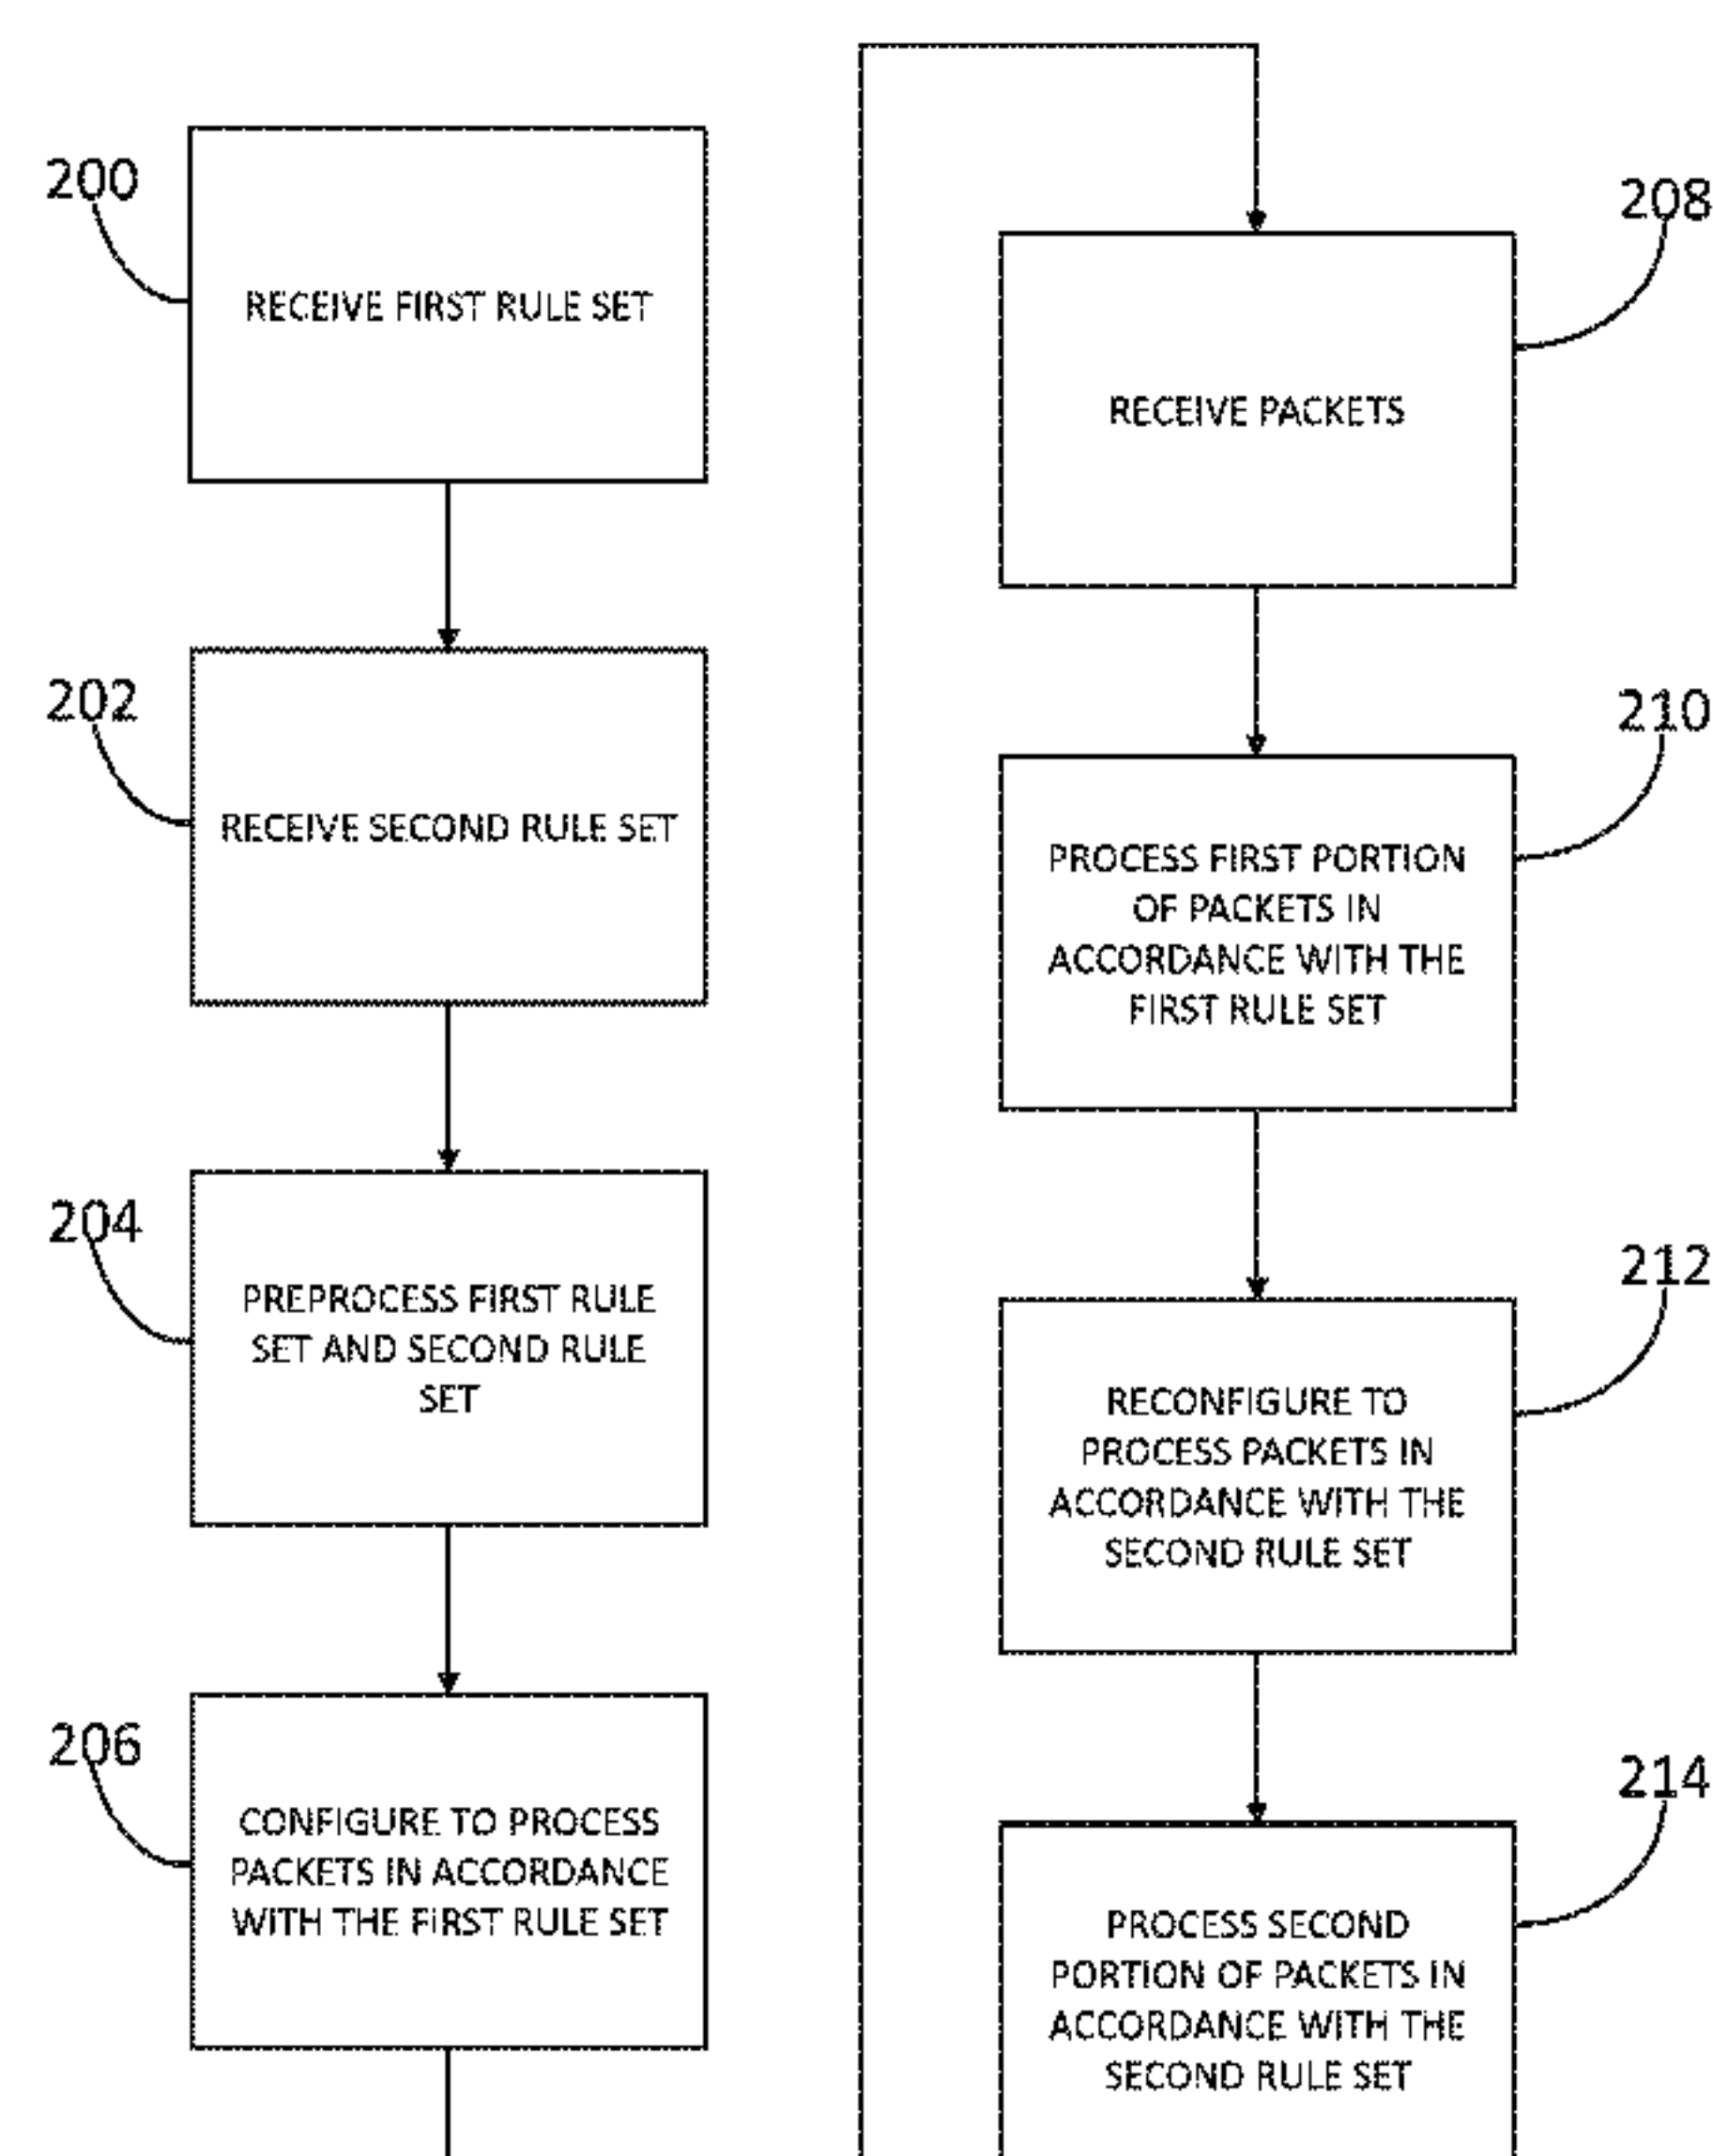 200
RECEIVE FIRST RULE SET
202
RECEIVE SECOND RULE SET
204
PREPROCESS FIRST RULE
SET AND SECOND RULE
SET
206
CONFIGURE TO PROCESS
PACKETS IN ACCORDANCE
WITH THE FIRST RULE SET
208
RECEIVE PACKETS
210
PROCESS FIRST PORTION
OF PACKETS IN
ACCORDANCE WITH THE
FIRST RULE SET
212
RECONFIGURE TO
PROCESS PACKETS IN
ACCORDANCE WITH THE
SECOND RULE SET
214
PROCESS SECOND
PORTION OF PACKETS IN
ACCORDANCE WITH THE
SECOND RULE SET